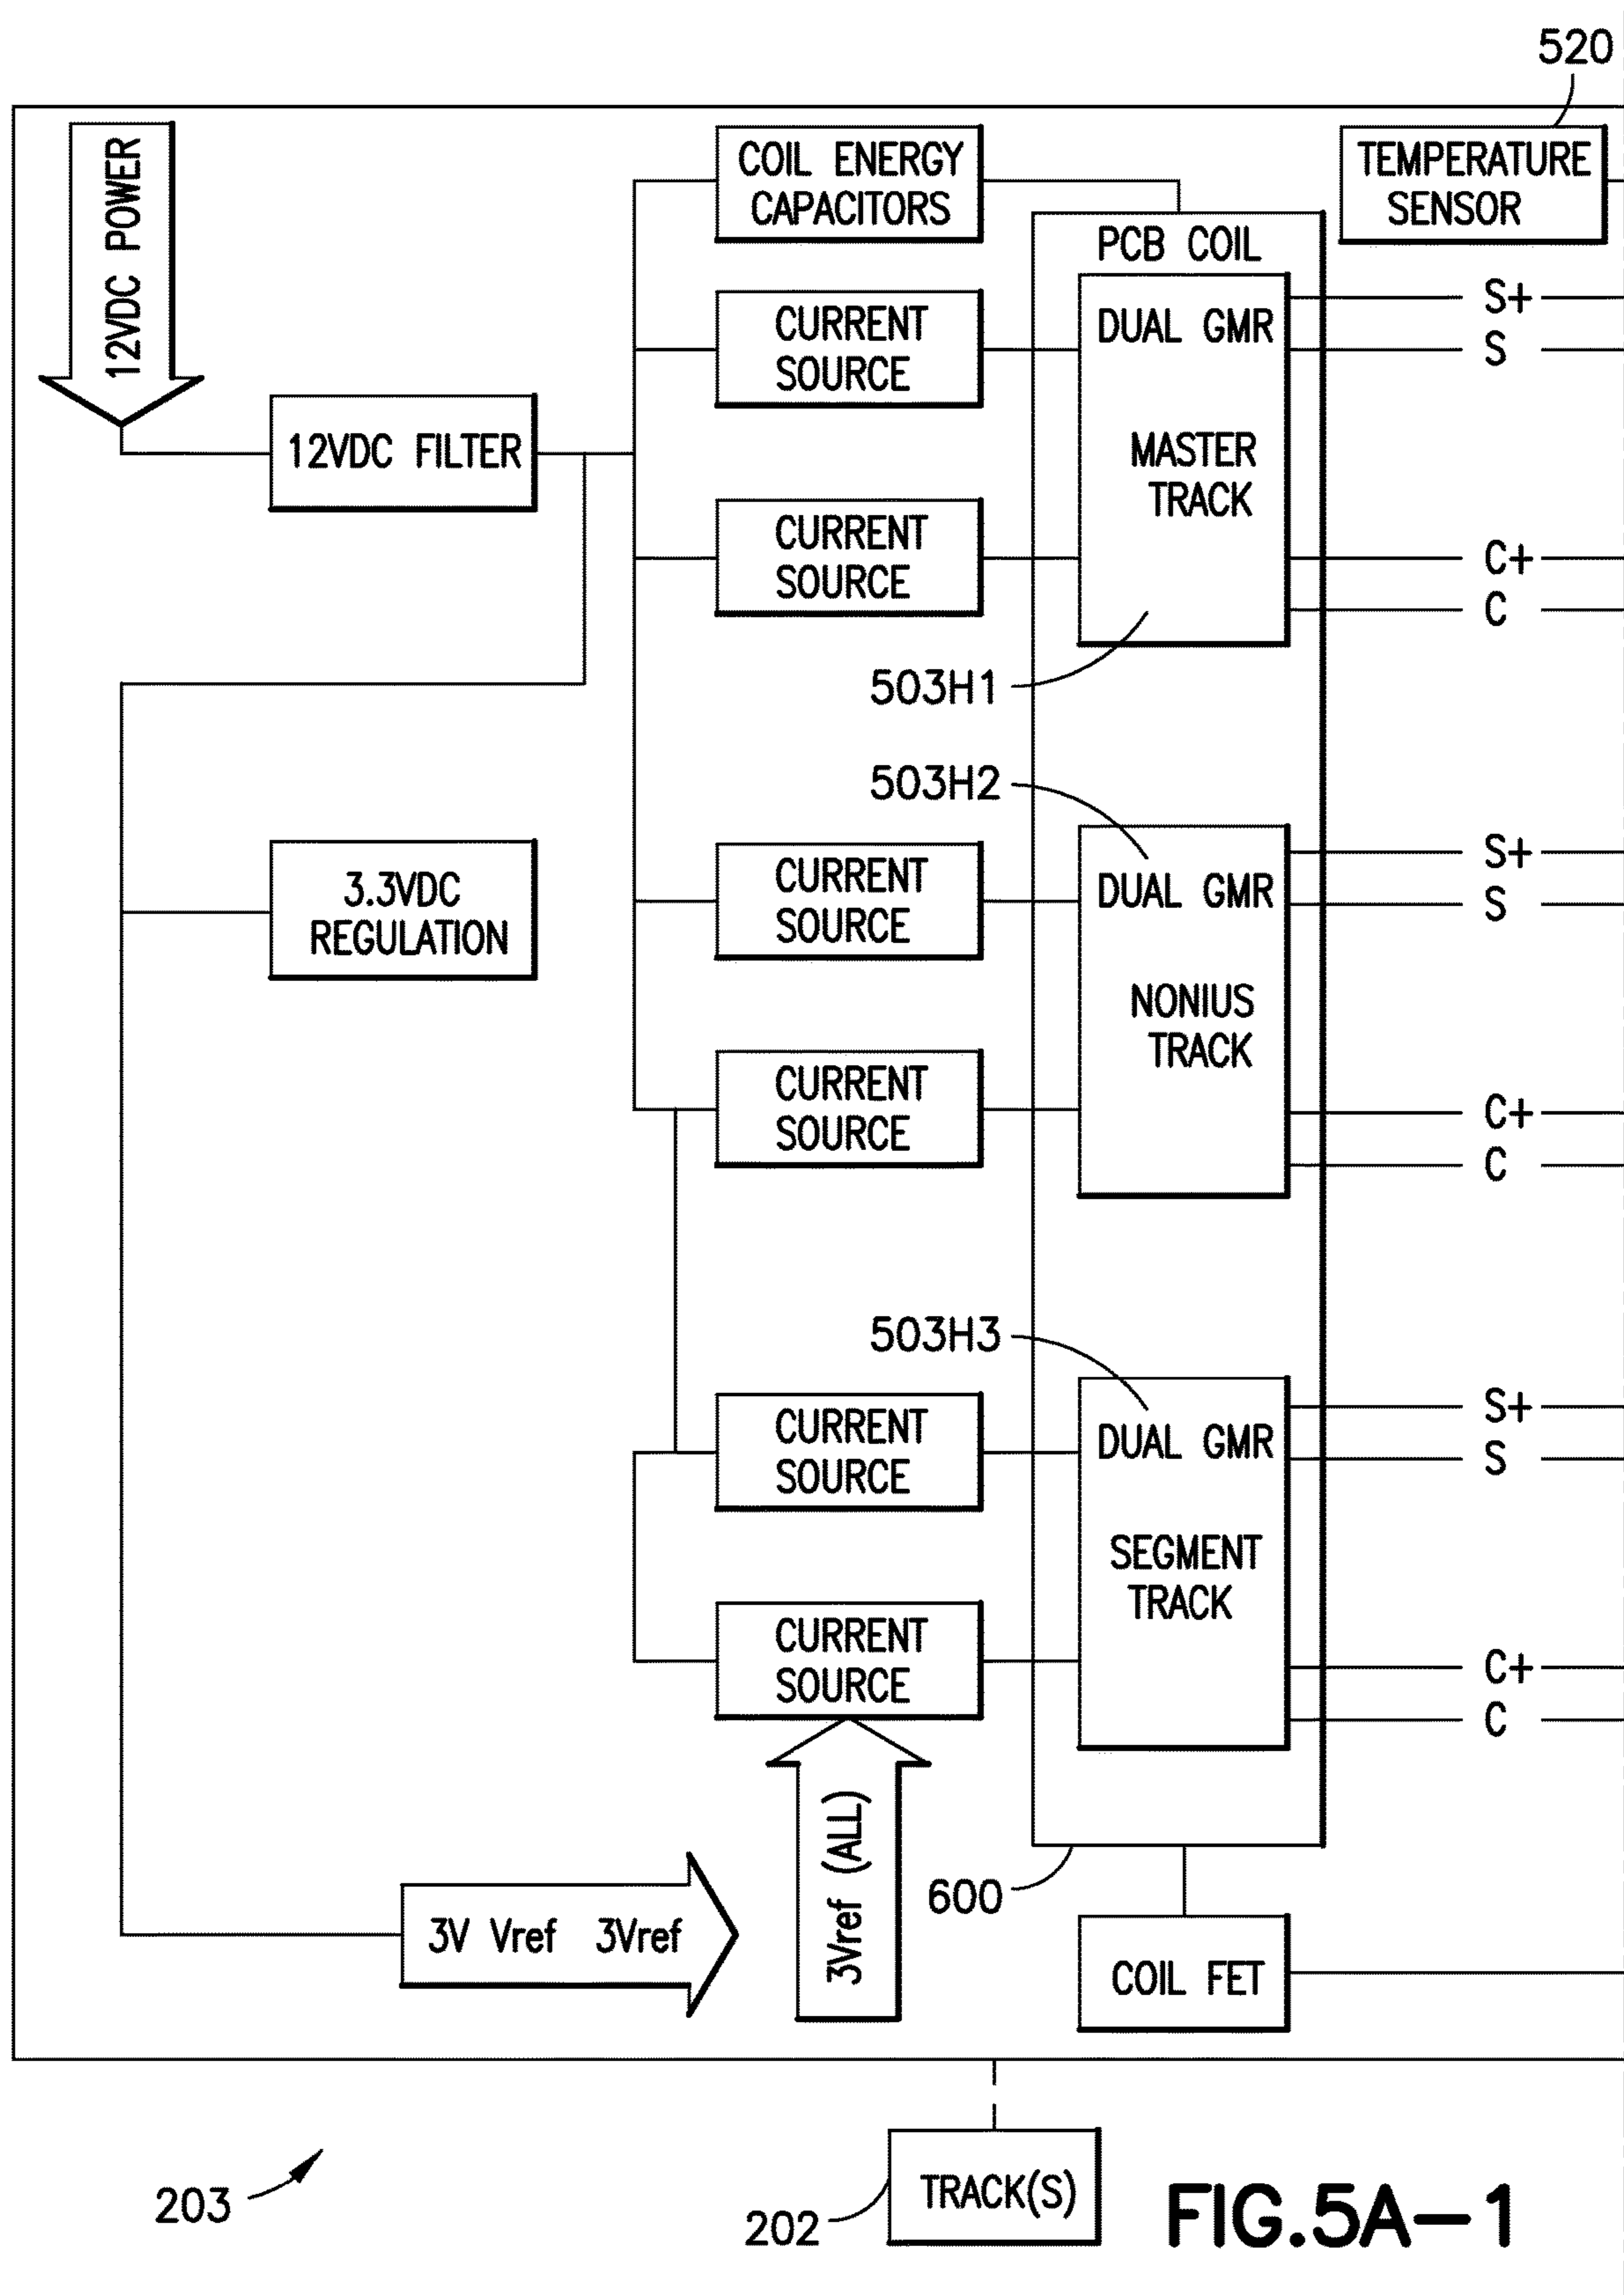 520
12VDC POWER
COIL ENERGY
CAPACITORS
TEMPERATURE
SENSOR
PCB COIL
CURRENT
SOURCE
DUAL GMR
MASTER
TRACK
S+
S
12VDC FILTER
CURRENT
SOURCE
C+
C
503H1
503H2
3.3VDC
REGULATION
CURRENT
SOURCE
DUAL GMR
NONIUS
TRACK
S+
S
CURRENT
SOURCE
C+
C
503H3
CURRENT
SOURCE
DUAL GMR
SEGMENT
TRACK
S+
S
CURRENT
SOURCE
C+
C
3Vref (ALL)
600
3V Vref 3Vref
COIL FET
203
202
TRACK(S)
FIG.5A-1